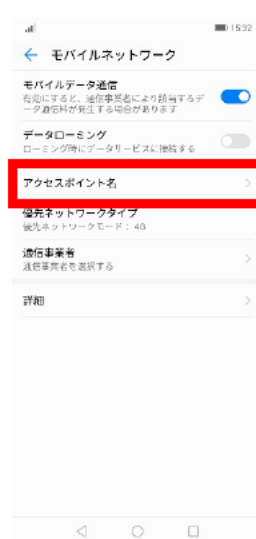 15:32
モバイルネットワーク
モバイルデータ通信
有効にすると、通信事業者により該当するデ
ータ通信料が発生する場合があります
データローミング
ローミング時にデータサービスに接続する
アクセスポイント名
優先ネットワークタイプ
優先ネットワークモード: 4G
通信事業者
通信事業者を選択する
詳細